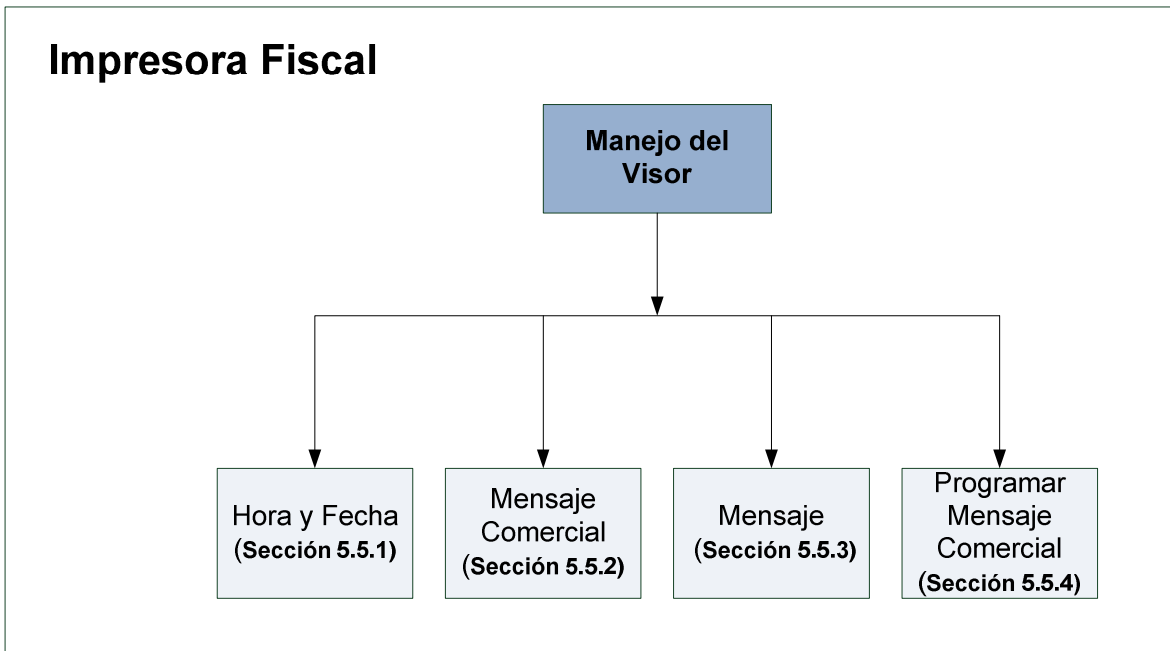 Impresora Fiscal
Manejo del
Visor
Hora y Fecha
(Sección 5.5.1)
Mensaje
Comercial
(Sección 5.5.2)
Mensaje
(Sección 5.5.3)
Programar
Mensaje
Comercial
(Sección 5.5.4)